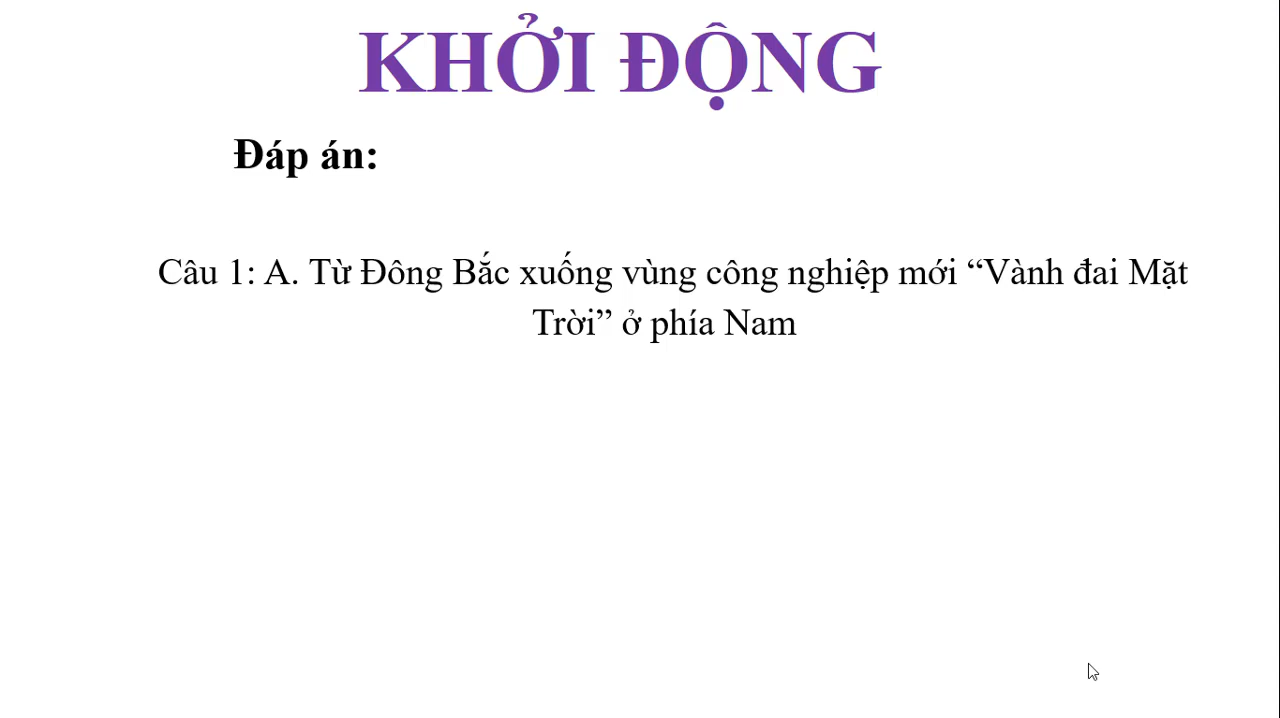 KHỞI ĐỘNG
Đáp án:
Câu 1: A. Từ Đông Bắc xuống vùng công nghiệp mới “Vành đai Mặt
Trời” ở phía Nam